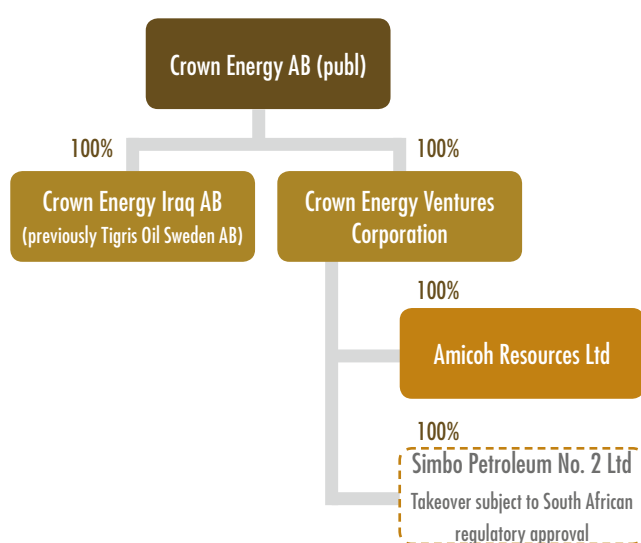 Crown Energy AB (publ)
100%
100%
Crown Energy Iraq AB
(previously Tigris Oil Sweden AB)
Crown Energy Ventures
Corporation
100%
Amicoh Resources Ltd
100%
Simbo Petroleum No. 2 Ltd
Takeover subject to South African
regulatory approval